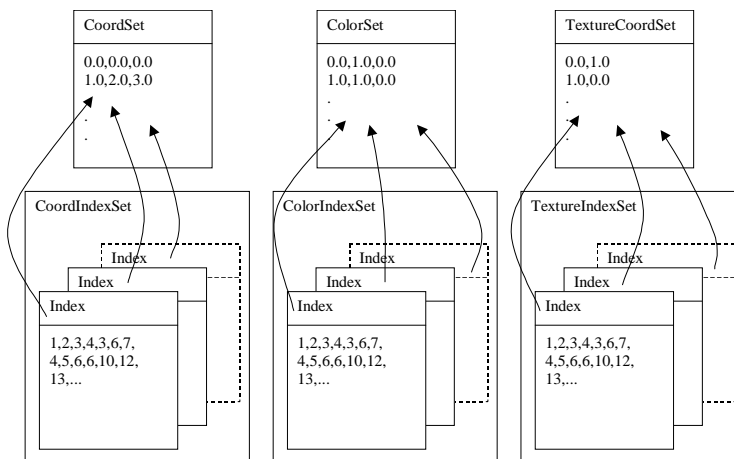 CoordSet
0.0,0.0,0.0
1.0,2.0,3.0
.
.
.
ColorSet
0.0,1.0,0.0
1.0,1.0,0.0
.
.
.
TextureCoordSet
0.0,1.0
1.0,0.0
.
.
.
CoordIndexSet
Index
Index
Index
1,2,3,4,3,6,7,
4,5,6,6,10,12,
13,...
ColorIndexSet
Index
Index
Index
1,2,3,4,3,6,7,
4,5,6,6,10,12,
13,...
TextureIndexSet
Index
Index
Index
1,2,3,4,3,6,7,
4,5,6,6,10,12,
13,...